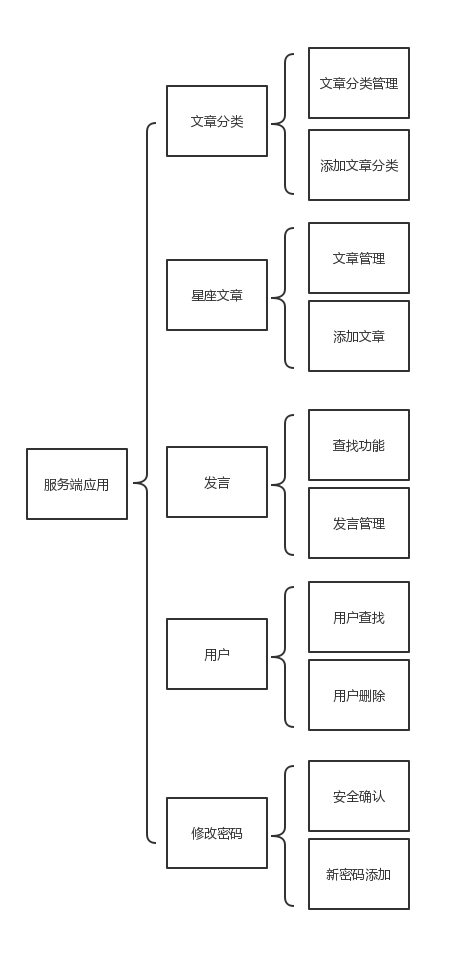 服务端应用
文章分类
文章分类管理
添加文章分类
星座文章
文章管理
添加文章
发言
查找功能
发言管理
用户
用户查找
用户删除
修改密码
安全确认
新密码添加